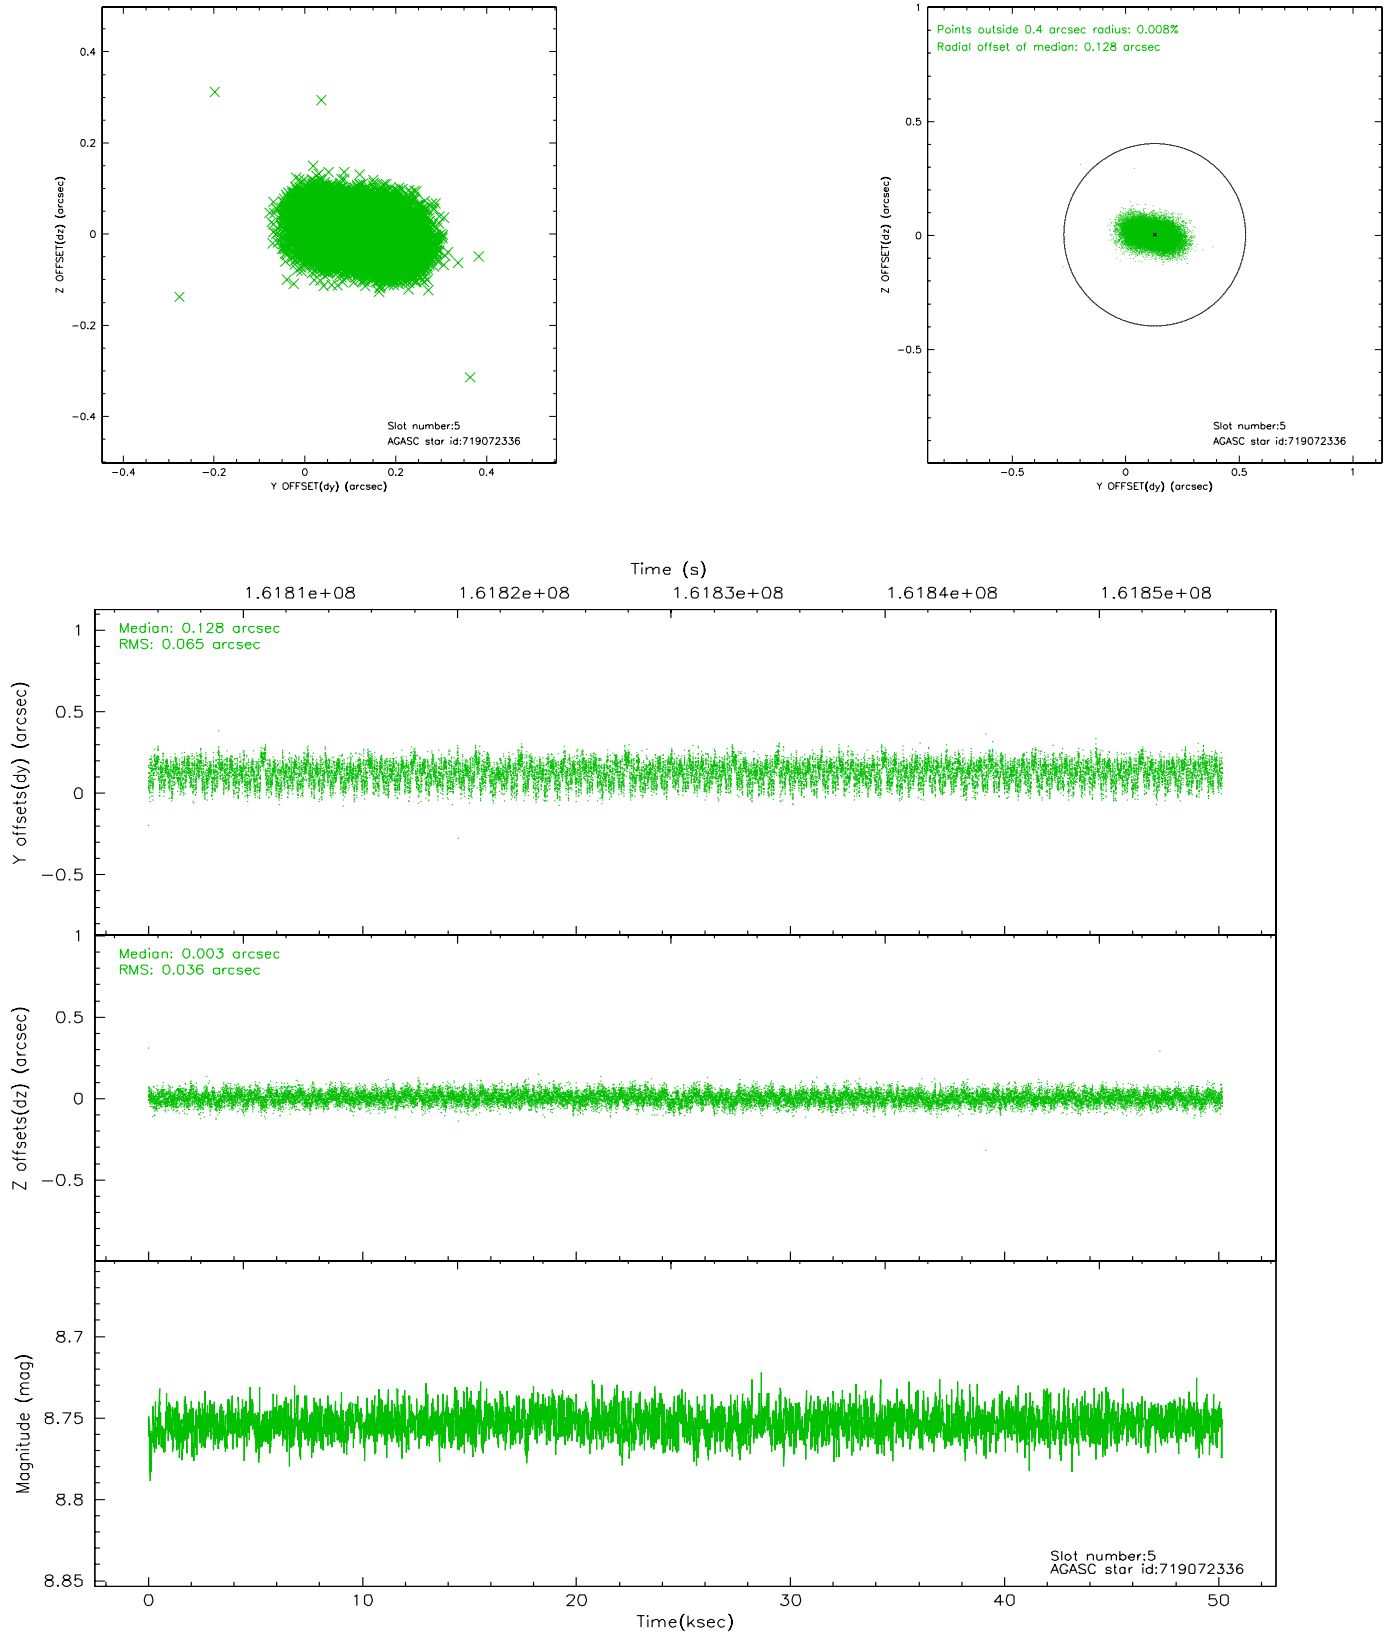 0.4
0.2
0
−0.2
−0.4
Z OFFSET(dz) (arcsec)
Slot number:5
AGASC star id:719072336
−0.4
−0.2
0
0.2
0.4
Y OFFSET(dy) (arcsec)
Points outside 0.4 arcsec radius: 0.008%
Radial offset of median: 0.128 arcsec
1
0.5
0
−0.5
Z OFFSET(dz) (arcsec)
Slot number:5
AGASC star id:719072336
−0.5
0
0.5
1
Y OFFSET(dy) (arcsec)
Time (s)
1.6181e+08
1.6182e+08
1.6183e+08
1.6184e+08
1.6185e+08
Median: 0.128 arcsec
RMS: 0.065 arcsec
1
0.5
0
−0.5
Y offsets(dy) (arcsec)
Median: 0.003 arcsec
RMS: 0.036 arcsec
1
0.5
0
−0.5
Z offsets(dz) (arcsec)
8.7
8.75
8.8
8.85
Magnitude (mag)
Slot number:5
AGASC star id:719072336
0
10
20
30
40
50
Time(ksec)